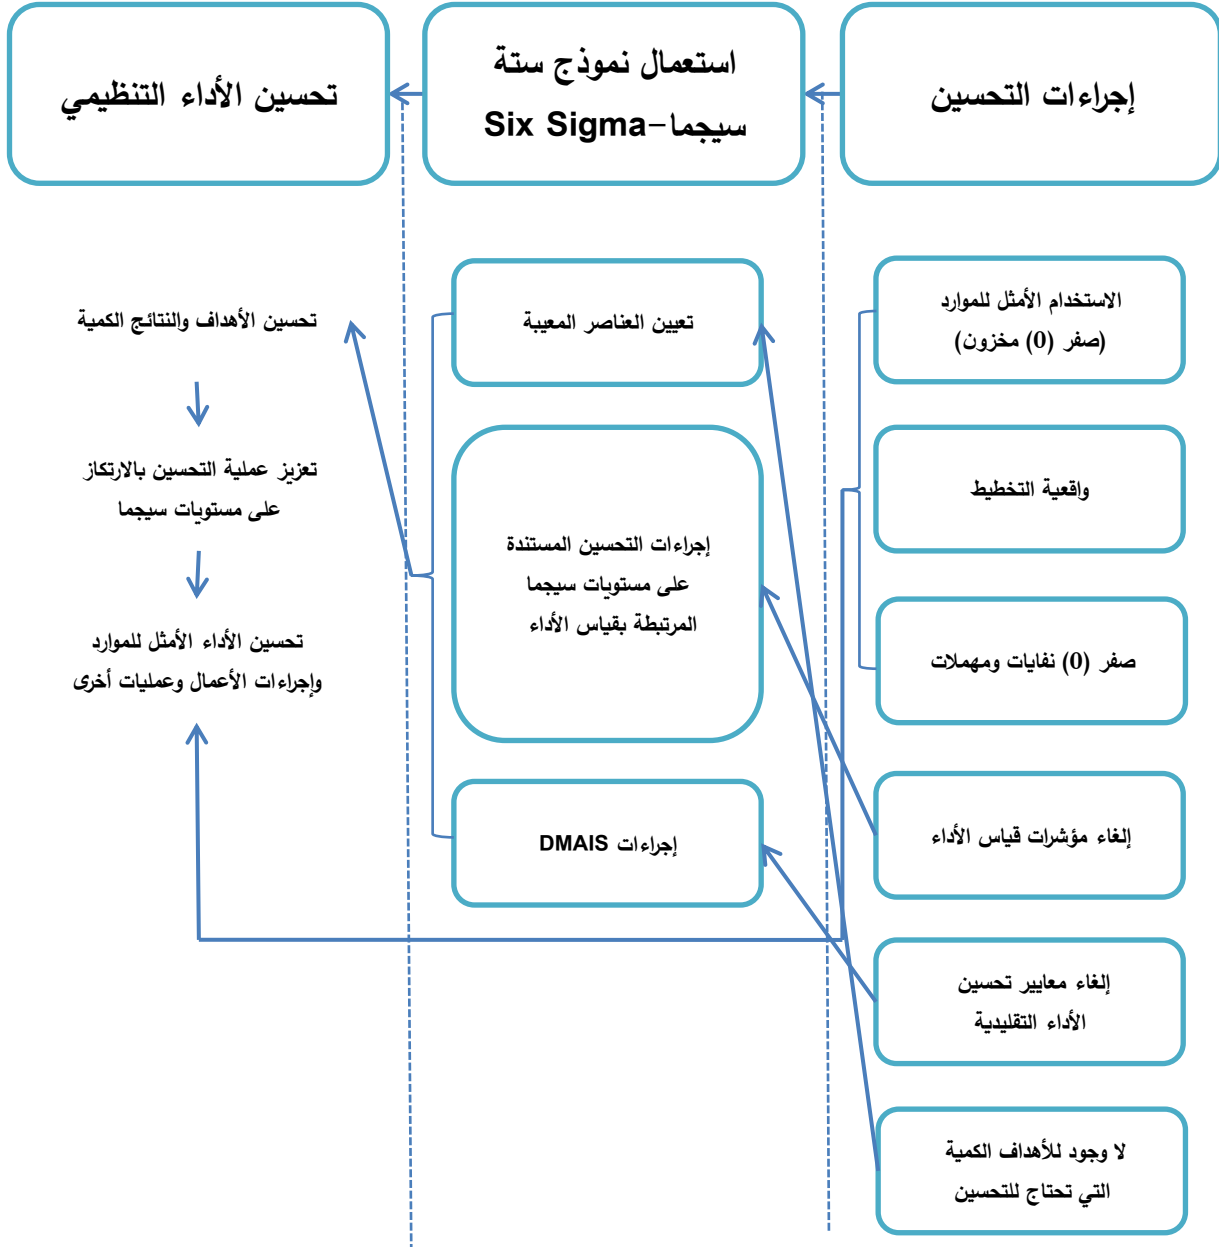 إجراءات التحسين
استعمال نموذج ستة
سيجما-Six Sigma
تحسين الأداء التنظيمي
الاستخدام الأمثل للموارد
(صفر (0) مخزون)
واقعية التخطيط
صفر (0) نفايات ومهملات
إلغاء مؤشرات قياس الأداء
إلغاء معايير تحسين
الأداء التقليدية
لا وجود للأهداف الكمية
التي تحتاج للتحسين
تعيين العناصر المعيبة
إجراءات التحسين المستندة
على مستويات سيجما
المرتبطة بقياس الأداء
إجراءات DMAIS
تحسين الأهداف والنتائج الكمية
تعزيز عملية التحسين بالارتكاز
على مستويات سيجما
تحسين الأداء الأمثل للموارد
وإجراءات الأعمال وعمليات أخرى